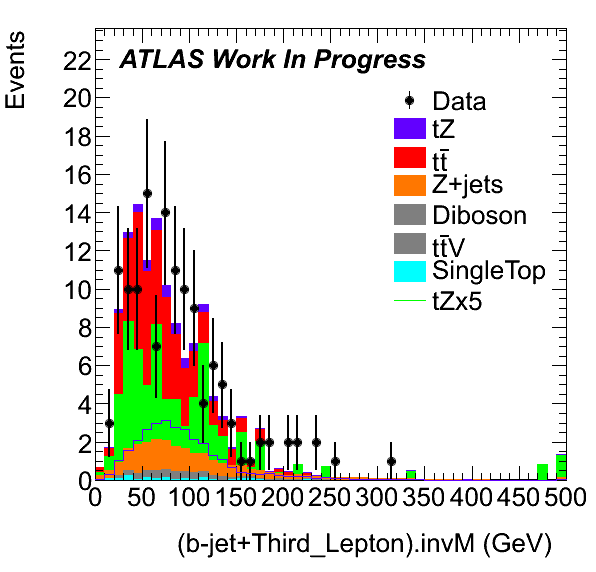 Events
ATLAS Work In Progress
22
20
18
16
14
12
10
8
6
4
2
0
Data
tZ
tt̄
Z+jets
Diboson
tt̄V
SingleTop
tZx5
0 50 100 150 200 250 300 350 400 450 500
(b-jet+Third_Lepton).invM (GeV)